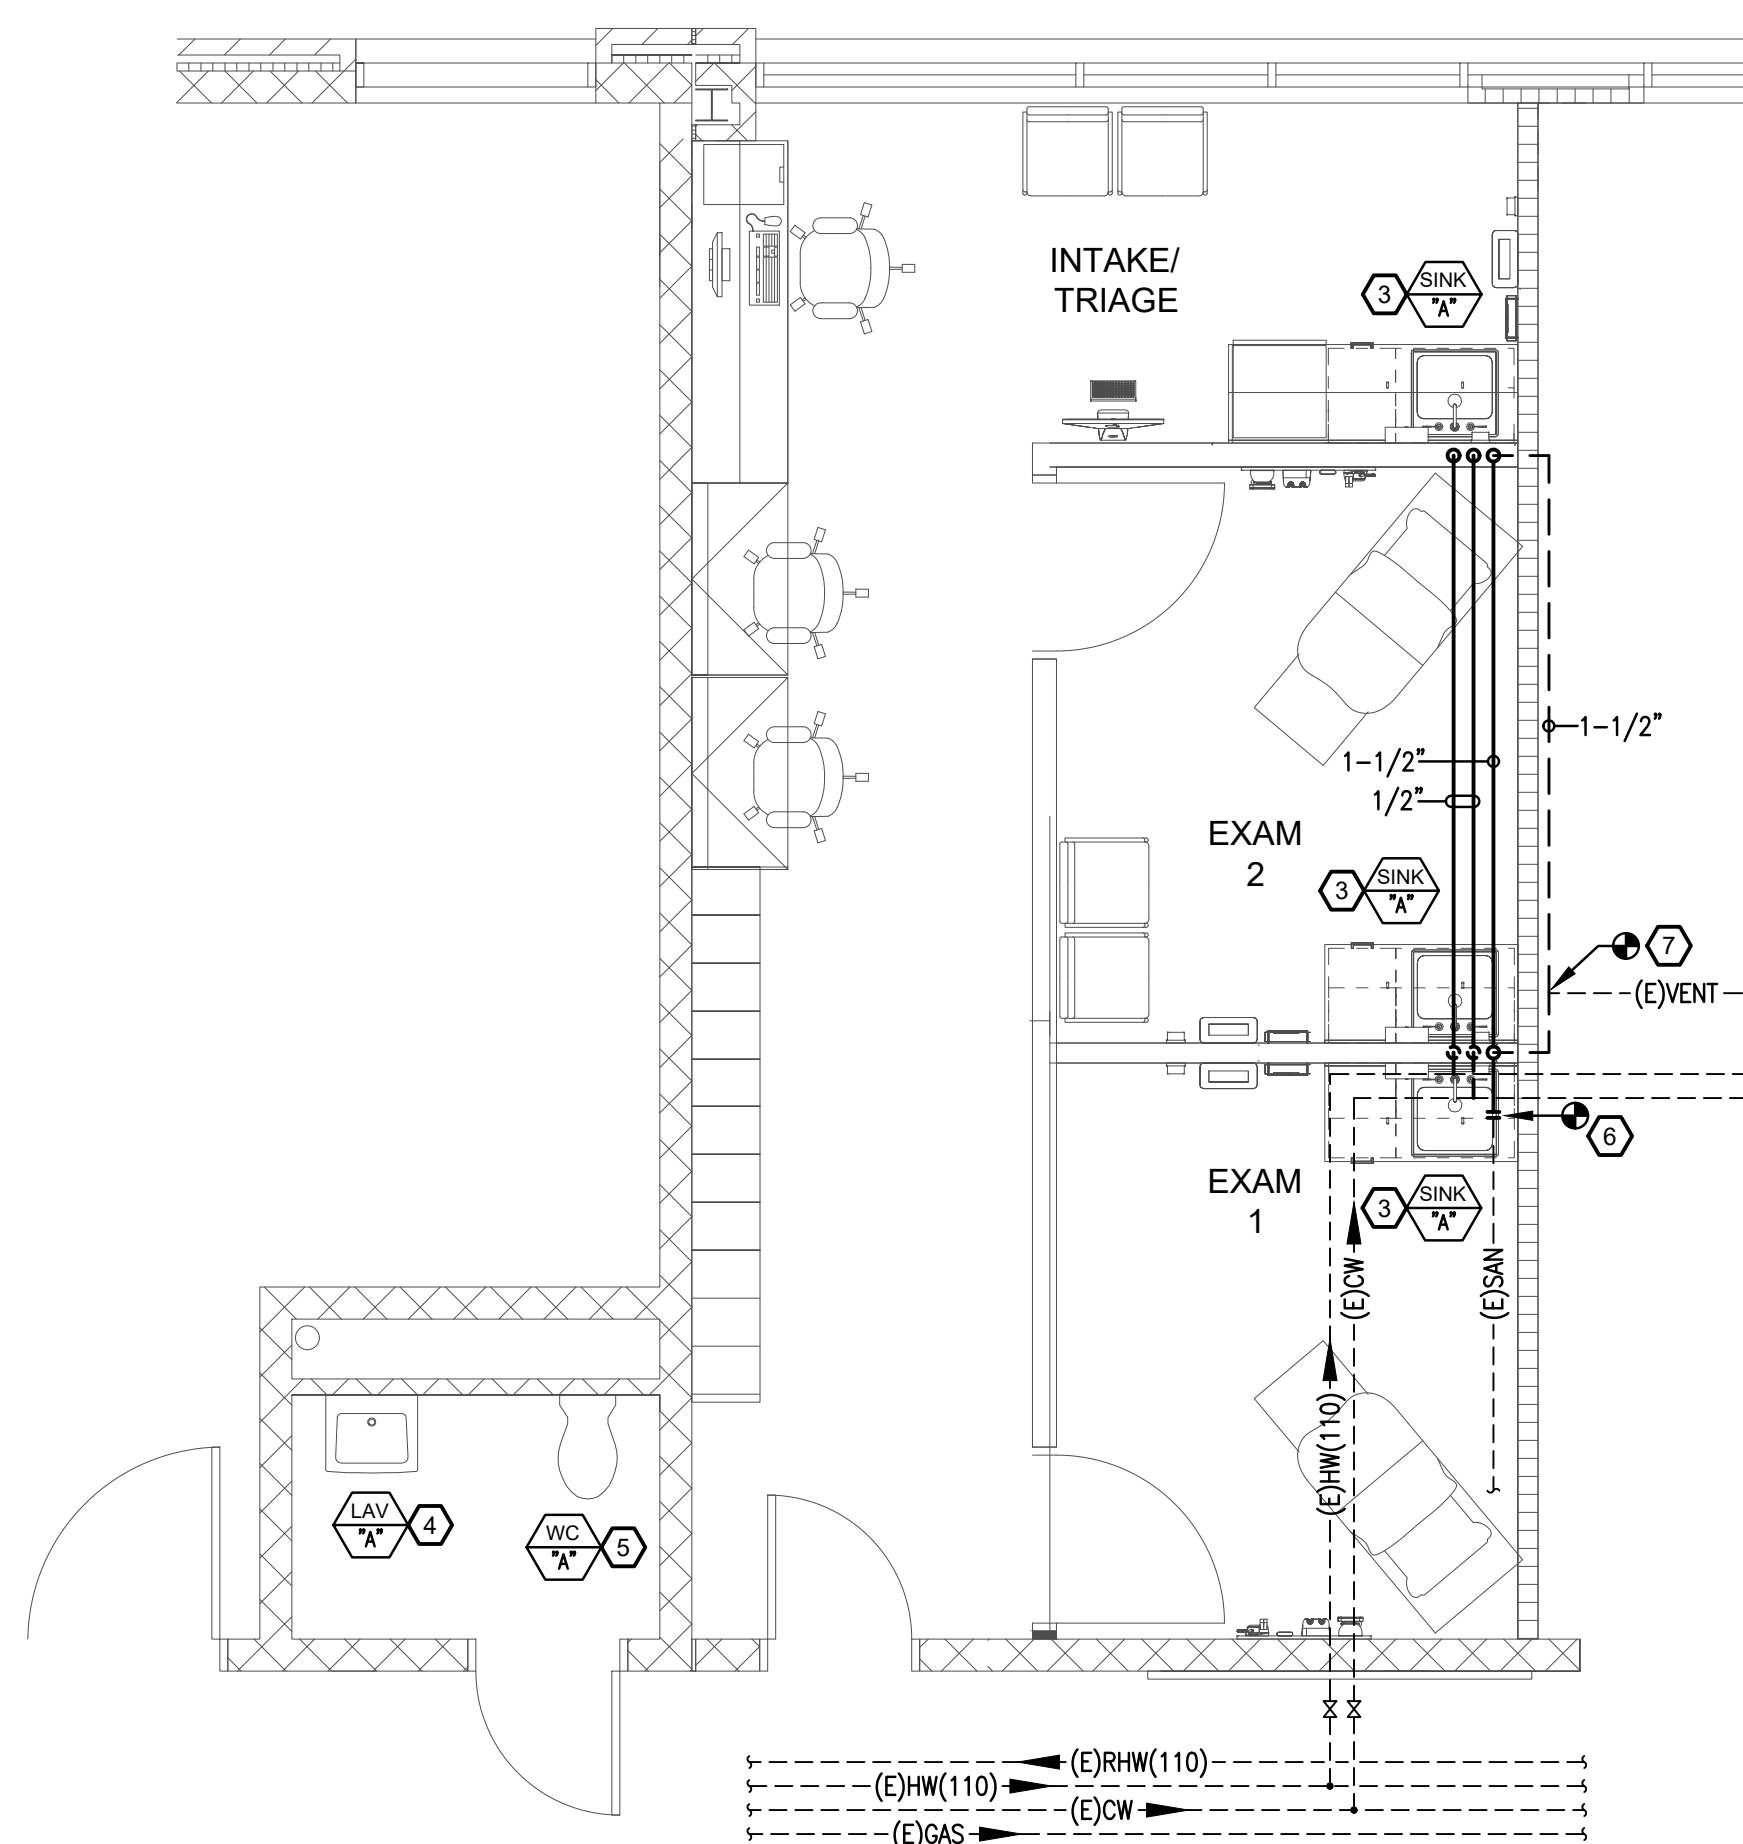 INTAKE/
TRIAGE
3
SINK
"A"
1-1/2"
1-1/2"
1/2"
EXAM
2
3
SINK
"A"
7
(E)VENT
6
EXAM
1
3
SINK
"A"
(E)CW
(E)SAN
(E)HW(110)
LAV
"A"
4
WC
"A"
5
(E)RHW(110)
(E)HW(110)
(E)CW
(E)GAS